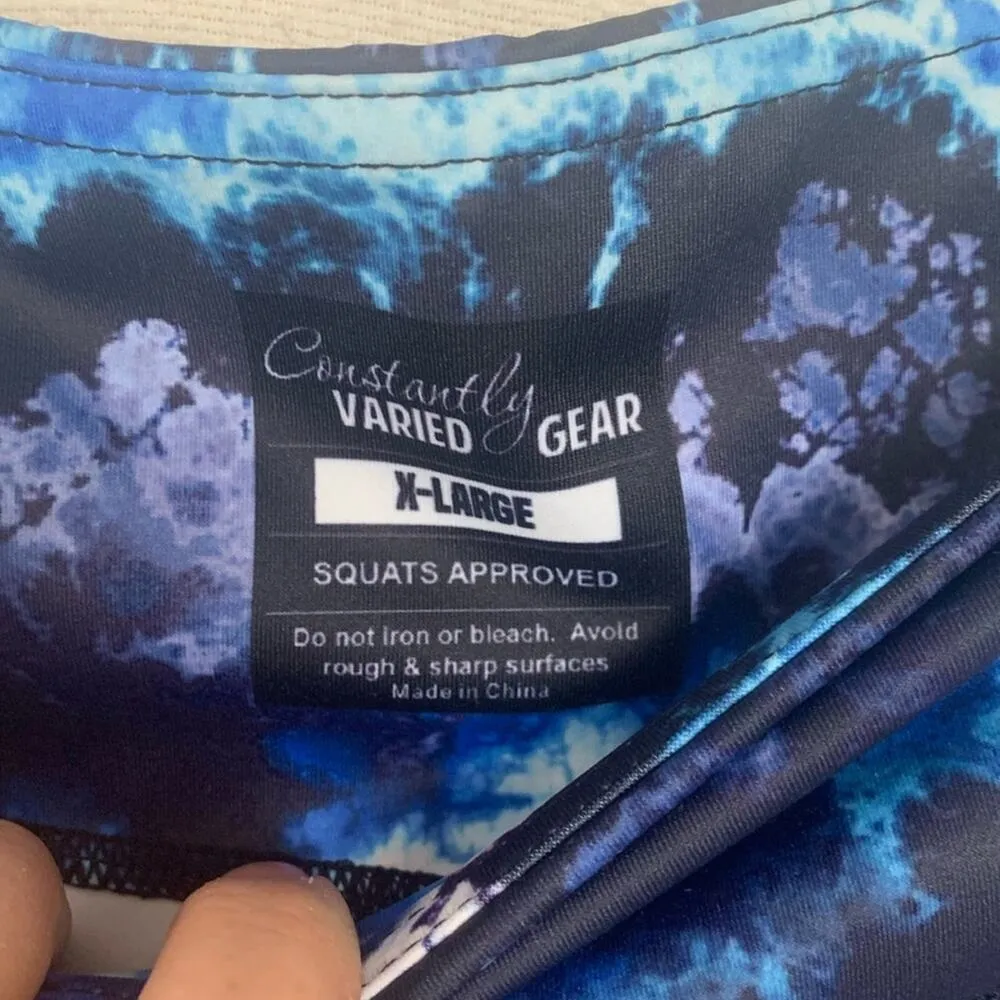 Constantly
VARIED GEAR
X-LARGE
SQUATS APPROVED
Do not iron or bleach. Avoid
rough & sharp surfaces
Made in China